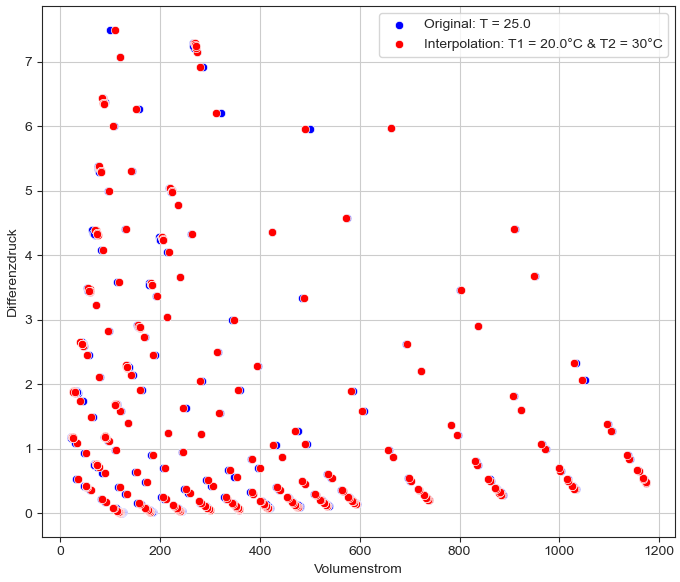 Original: T = 25.0
Interpolation: T1 = 20.0°C & T2 = 30°C
7
6
5
4
3
2
1
0
Differenzdruck
0 200 400 600 800 1000 1200
Volumenstrom